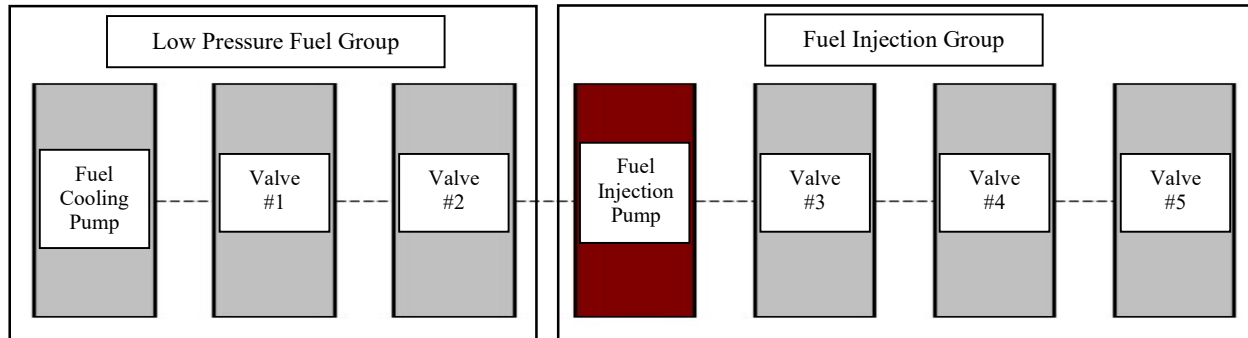 Low Pressure Fuel Group
Fuel Injection Group
Fuel
Cooling
Pump
Valve
#1
Valve
#2
Fuel
Injection
Pump
Valve
#3
Valve
#4
Valve
#5